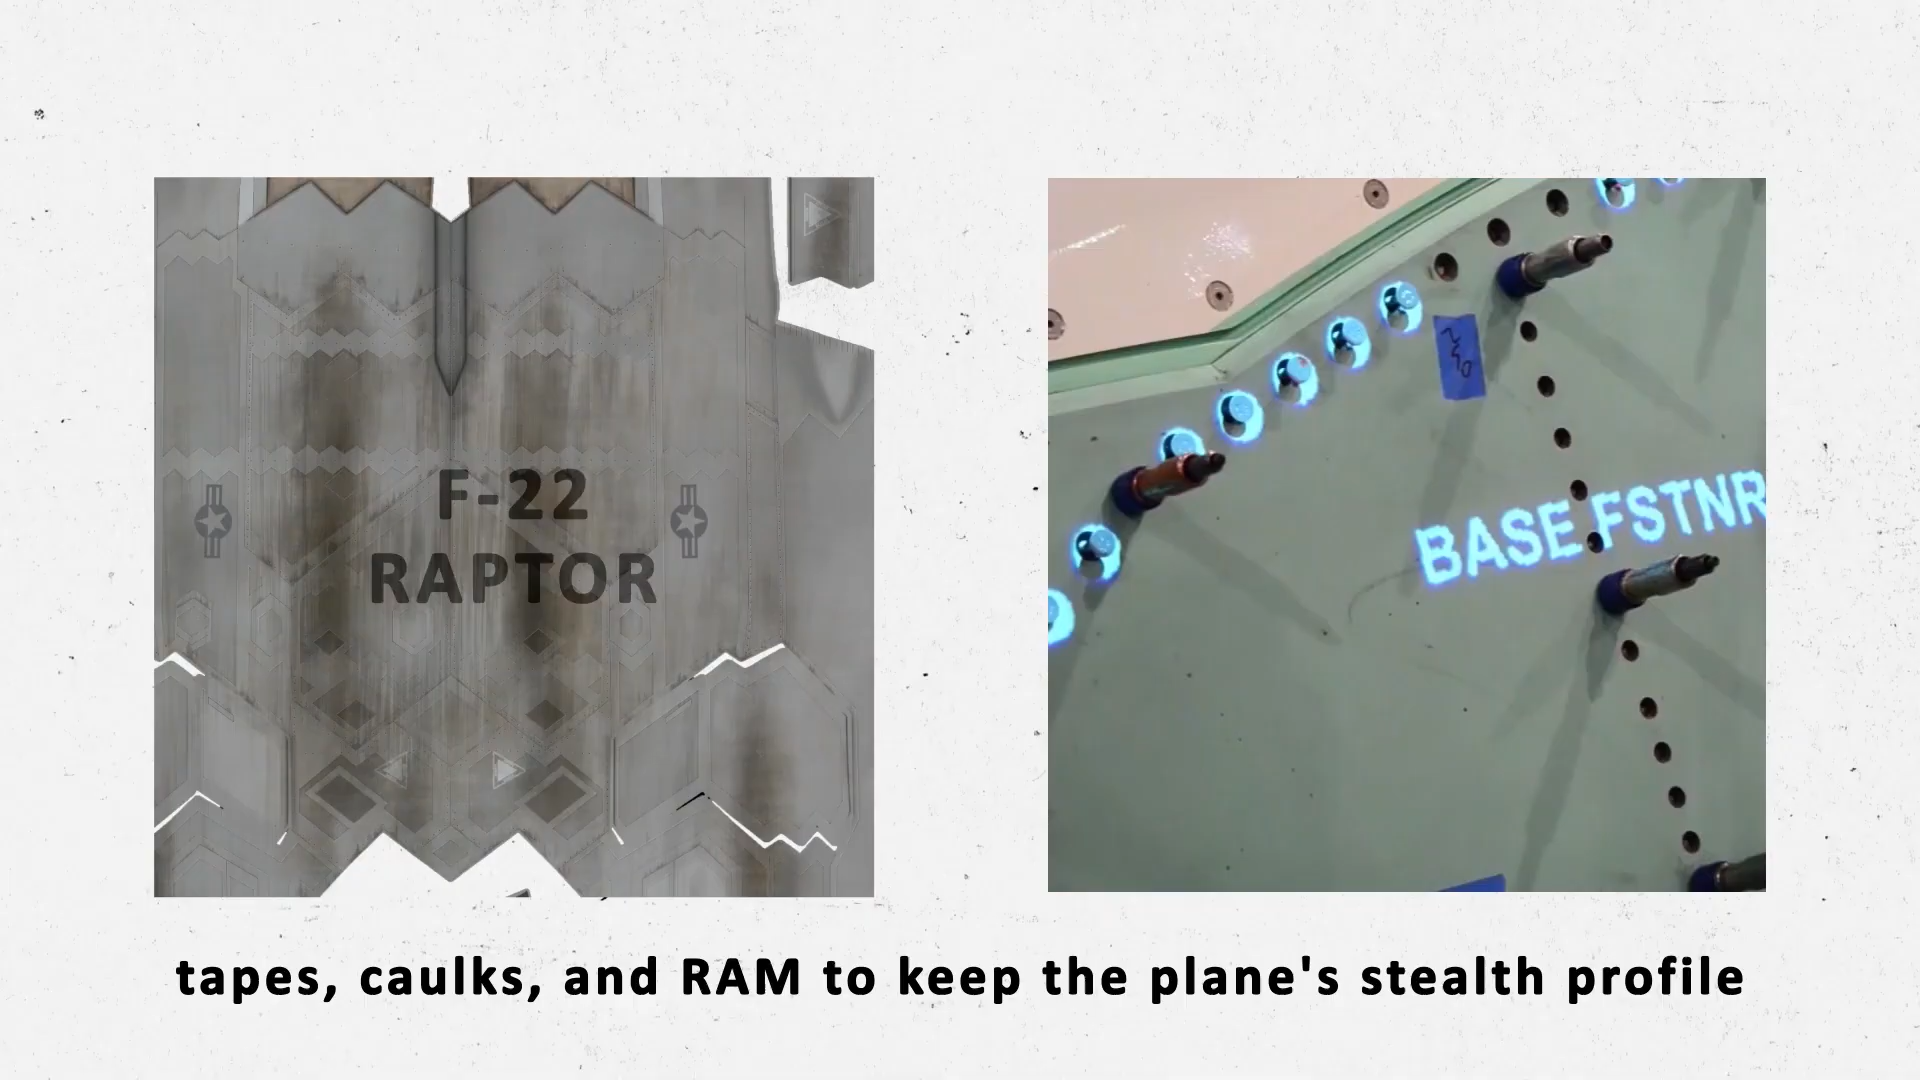 F-22
RAPTOR
BASE FSTNR
tapes, caulks, and RAM to keep the plane's stealth profile